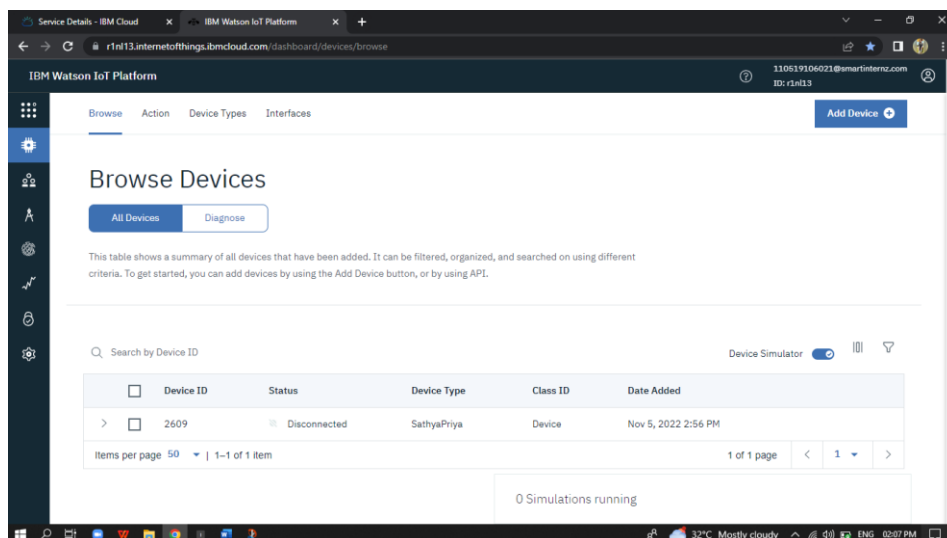 Service Details - IBM Cloud
IBM Watson IoT Platform
r1nl13.internetofthings.ibmcloud.com/dashboard/devices/browse
IBM Watson IoT Platform
110519106021@smartinternz.com
ID: r1nl13
Browse Action Device Types Interfaces
Add Device
Browse Devices
All Devices Diagnose
This table shows a summary of all devices that have been added. It can be filtered, organized, and searched on using different
criteria. To get started, you can add devices by using the Add Device button, or by using API.
Search by Device ID
Device Simulator
Device ID Status Device Type Class ID Date Added
2609 Disconnected SathyaPriya Device Nov 5, 2022 2:56 PM
Items per page 50 | 1–1 of 1 item
1 of 1 page 1
0 Simulations running
32°C Mostly cloudy ENG 02:07 PM